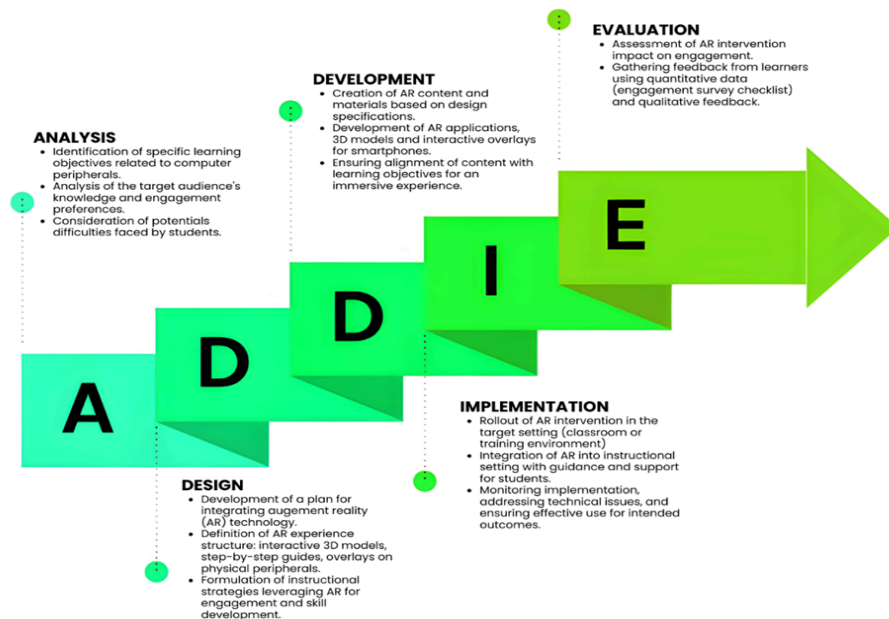 ANALYSIS
• Identification of specific learning
objectives related to computer
peripherals.
• Analysis of the target audience's
knowledge and engagement
preferences.
• Consideration of potentials
difficulties faced by students.
DESIGN
• Development of a plan for
integrating augement reality
(AR) technology.
• Definition of AR experience
structure: interactive 3D models,
step-by-step guides, overlays on
physical peripherals.
• Formulation of instructional
strategies leveraging AR for
engagement and skill
development.
DEVELOPMENT
• Creation of AR content and
materials based on design
specifications.
• Development of AR applications,
3D models and interactive overlays
for smartphones.
• Ensuring alignment of content with
learning objectives for an
immersive experience.
IMPLEMENTATION
• Rollout of AR intervention in the
target setting (classroom or
training environment)
• Integration of AR into instructional
setting with guidance and support
for students.
• Monitoring implementation,
addressing technical issues, and
ensuring effective use for intended
outcomes.
EVALUATION
• Assessment of AR intervention
impact on engagement.
• Gathering feedback from learners
using quantitative data
(engagement survey checklist)
and qualitative feedback.
A
D
D
I
E